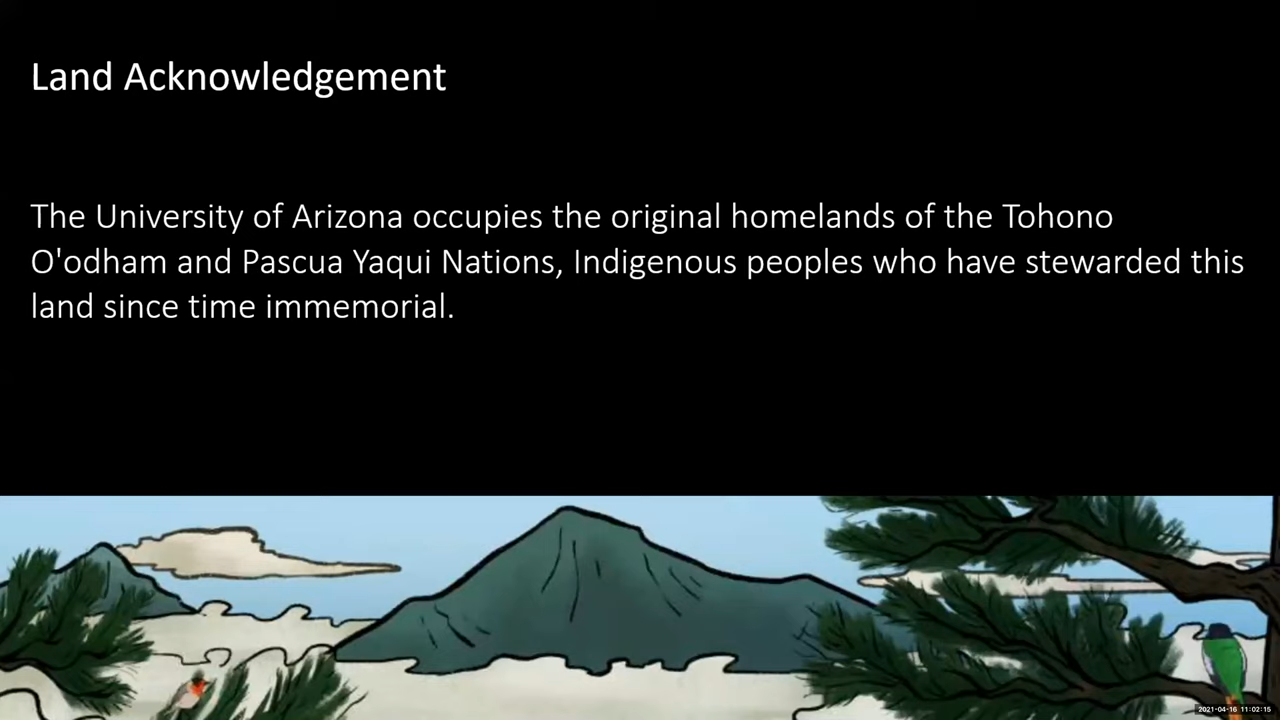 Land Acknowledgement
The University of Arizona occupies the original homelands of the Tohono
O'odham and Pascua Yaqui Nations, Indigenous peoples who have stewarded this
land since time immemorial.
2021-04-16 11:02:15